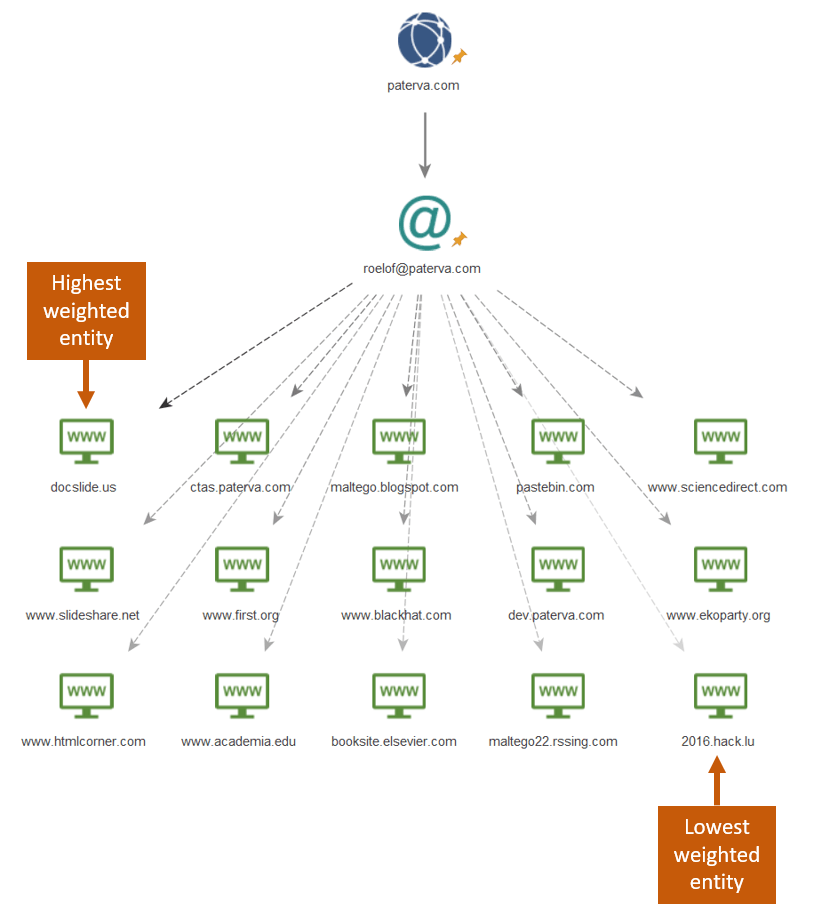 paterva.com
@
roelof@paterva.com
Highest
weighted
entity
www www www www www
docslide.us ctas.paterva.com maltego.blogspot.com pastebin.com www.sciencedirect.com
www www www www www
www.slideshare.net www.first.org www.blackhat.com dev.paterva.com www.ekoparty.org
www www www www www
www.htmlcorner.com www.academia.edu booksite.elsevier.com maltego22.rssing.com 2016.hack.lu
Lowest
weighted
entity